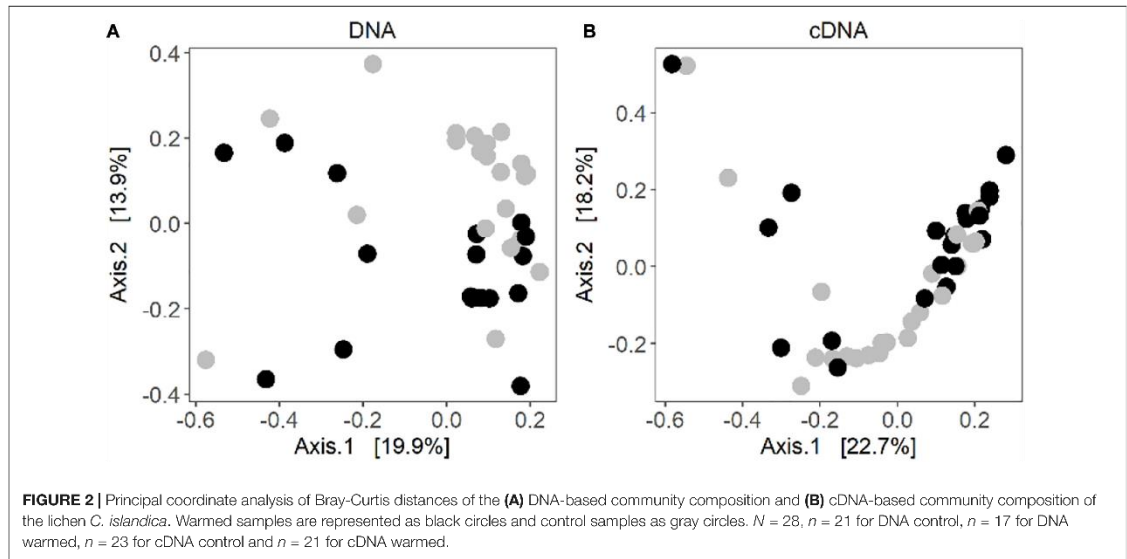 A
DNA
0.4
0.2
0.0
-0.2
-0.4
Axis.2 [13.9%]
-0.6 -0.4 -0.2 0.0 0.2
Axis.1 [19.9%]
B
cDNA
0.4
0.2
0.0
-0.2
Axis.2 [18.2%]
-0.6 -0.4 -0.2 0.0 0.2
Axis.1 [22.7%]
FIGURE 2 | Principal coordinate analysis of Bray-Curtis distances of the (A) DNA-based community composition and (B) cDNA-based community composition of
the lichen C. islandica. Warmed samples are represented as black circles and control samples as gray circles. N = 28, n = 21 for DNA control, n = 17 for DNA
warmed, n = 23 for cDNA control and n = 21 for cDNA warmed.